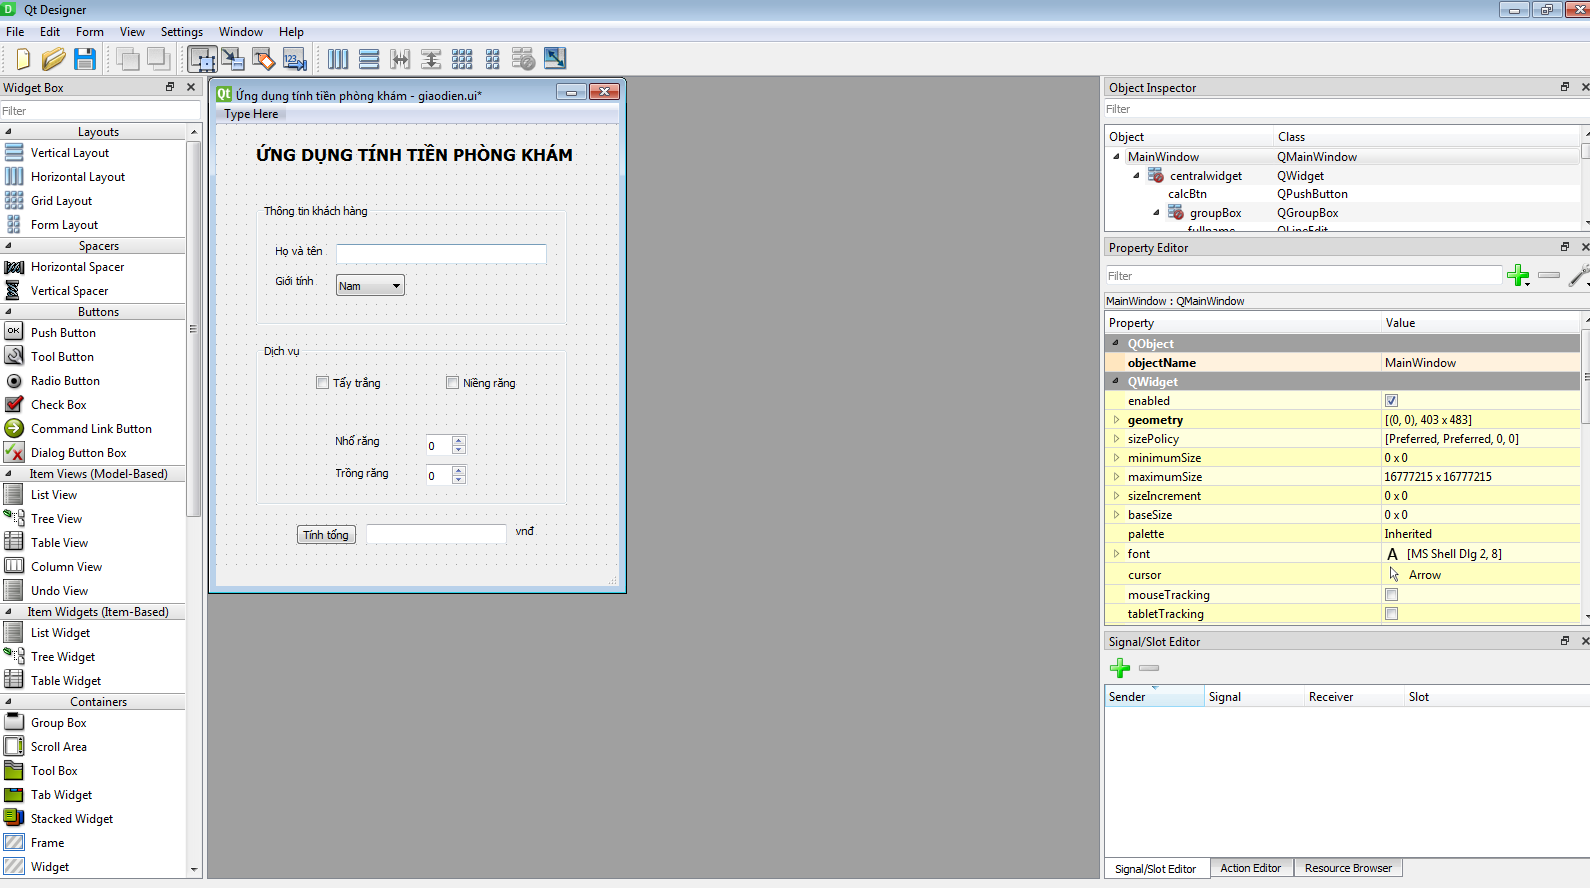 Qt Designer
File Edit Form View Settings Window Help
Widget Box
Filter
Layouts
Vertical Layout
Horizontal Layout
Grid Layout
Form Layout
Spacers
Horizontal Spacer
Vertical Spacer
Buttons
OK Push Button
Tool Button
Radio Button
Check Box
Command Link Button
Dialog Button Box
Item Views (Model-Based)
List View
Tree View
Table View
Column View
Undo View
Item Widgets (Item-Based)
List Widget
Tree Widget
Table Widget
Containers
Group Box
Scroll Area
Tool Box
Tab Widget
Stacked Widget
Frame
Widget
Qt Ứng dụng tính tiền phòng khám - giaodien.ui*
Type Here
ỨNG DỤNG TÍNH TIỀN PHÒNG KHÁM
Thông tin khách hàng
Họ và tên
Giới tính Nam
Dịch vụ
Tẩy trắng Niềng răng
Nhổ răng 0
Trồng răng 0
Tính tổng vnđ
Object Inspector
Filter
Object Class
MainWindow QMainWindow
centralwidget QWidget
calcBtn QPushButton
groupBox QGroupBox
fullname QLineEdit
Property Editor
Filter
MainWindow : QMainWindow
Property Value
QObject
objectName MainWindow
QWidget
enabled
geometry [(0, 0), 403 x 483]
sizePolicy [Preferred, Preferred, 0, 0]
minimumSize 0 x 0
maximumSize 16777215 x 16777215
sizeIncrement 0 x 0
baseSize 0 x 0
palette Inherited
font A [MS Shell Dlg 2, 8]
cursor Arrow
mouseTracking
tabletTracking
Signal/Slot Editor
Sender Signal Receiver Slot
Signal/Slot Editor Action Editor Resource Browser